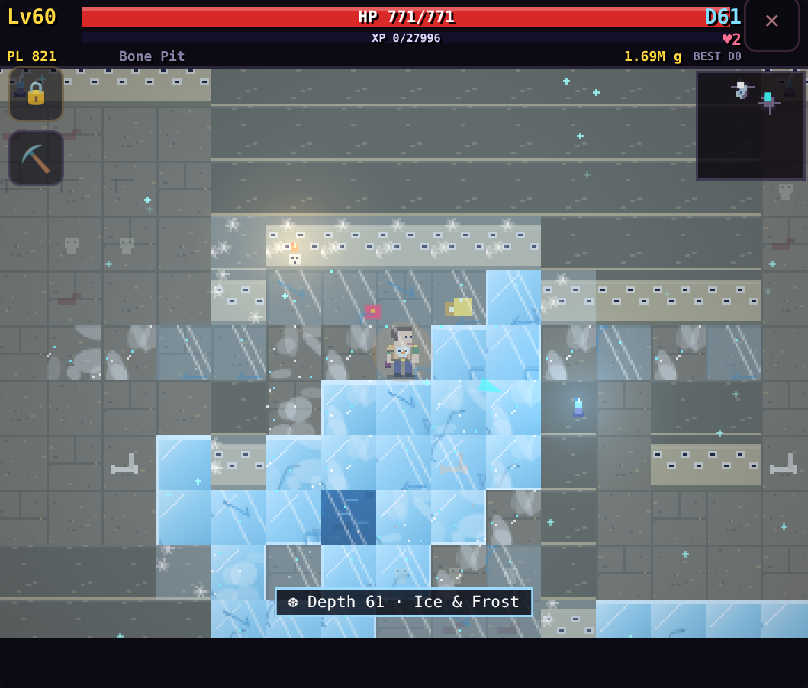 Lv60
HP 771/771
D61
×
XP 0/27996
♥2
PL 821
Bone Pit
1.69M g
BEST D0
❆ Depth 61 · Ice & Frost